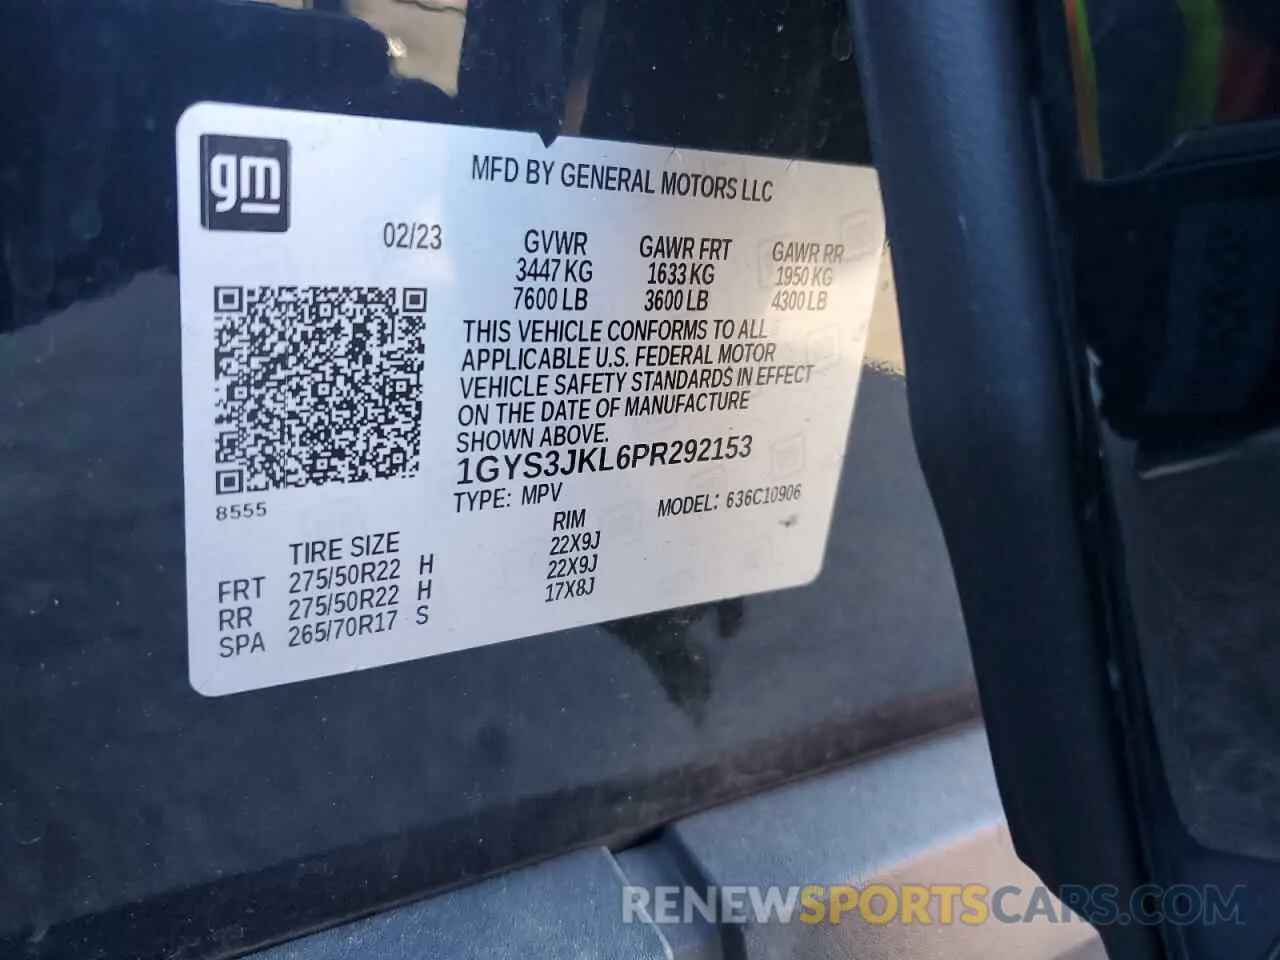 gm
MFD BY GENERAL MOTORS LLC
02/23
GVWR GAWR FRT GAWR RR
3447 KG 1633 KG 1950 KG
7600 LB 3600 LB 4300 LB
THIS VEHICLE CONFORMS TO ALL
APPLICABLE U.S. FEDERAL MOTOR
VEHICLE SAFETY STANDARDS IN EFFECT
ON THE DATE OF MANUFACTURE
SHOWN ABOVE.
1GYS3JKL6PR292153
TYPE: MPV MODEL: 636C10906
8555
TIRE SIZE RIM
FRT 275/50R22 H 22X9J
RR 275/50R22 H 22X9J
SPA 265/70R17 S 17X8J
RENEWSPORTSCARS.COM